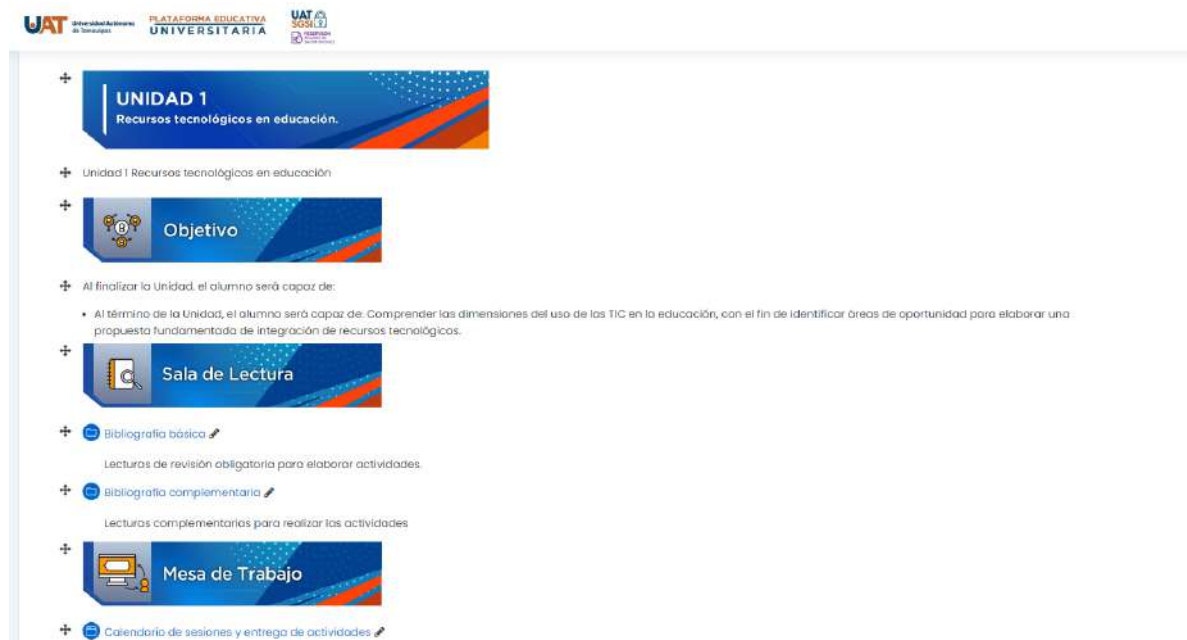 UAT Universidad Autónoma
de Tamaulipas
PLATAFORMA EDUCATIVA
UNIVERSITARIA
UAT
SGSI
UNIDAD 1
Recursos tecnológicos en educación.
Unidad 1 Recursos tecnológicos en educación
Objetivo
Al finalizar la Unidad, el alumno será capaz de:
• Al término de la Unidad, el alumno será capaz de: Comprender las dimensiones del uso de las TIC en la educación, con el fin de identificar áreas de oportunidad para elaborar una
propuesta fundamentada de integración de recursos tecnológicos.
Sala de Lectura
Bibliografía básica
Lecturas de revisión obligatoria para elaborar actividades.
Bibliografía complementaria
Lecturas complementarias para realizar las actividades
Mesa de Trabajo
Calendario de sesiones y entrega de actividades